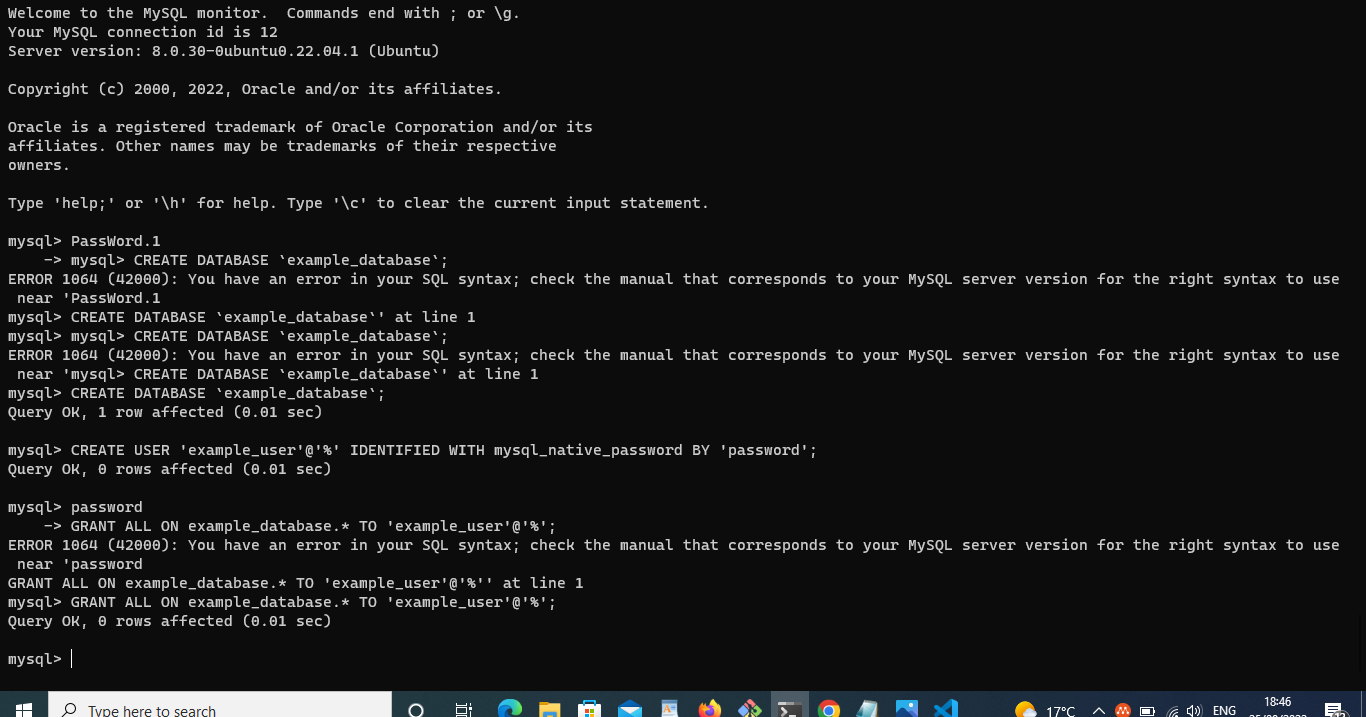 Welcome to the MySQL monitor.  Commands end with ; or \g.
Your MySQL connection id is 12
Server version: 8.0.30-0ubuntu0.22.04.1 (Ubuntu)
Copyright (c) 2000, 2022, Oracle and/or its affiliates.
Oracle is a registered trademark of Oracle Corporation and/or its
affiliates. Other names may be trademarks of their respective
owners.
Type 'help;' or '\h' for help. Type '\c' to clear the current input statement.
mysql> PassWord.1
    -> mysql> CREATE DATABASE `example_database`;
ERROR 1064 (42000): You have an error in your SQL syntax; check the manual that corresponds to your MySQL server version for the right syntax to use
 near 'PassWord.1
mysql> CREATE DATABASE `example_database`' at line 1
mysql> mysql> CREATE DATABASE `example_database`;
ERROR 1064 (42000): You have an error in your SQL syntax; check the manual that corresponds to your MySQL server version for the right syntax to use
 near 'mysql> CREATE DATABASE `example_database`' at line 1
mysql> CREATE DATABASE `example_database`;
Query OK, 1 row affected (0.01 sec)
mysql> CREATE USER 'example_user'@'%' IDENTIFIED WITH mysql_native_password BY 'password';
Query OK, 0 rows affected (0.01 sec)
mysql> password
    -> GRANT ALL ON example_database.* TO 'example_user'@'%';
ERROR 1064 (42000): You have an error in your SQL syntax; check the manual that corresponds to your MySQL server version for the right syntax to use
 near 'password
GRANT ALL ON example_database.* TO 'example_user'@'%'' at line 1
mysql> GRANT ALL ON example_database.* TO 'example_user'@'%';
Query OK, 0 rows affected (0.01 sec)
mysql>
Type here to search
17°C
ENG
18:46